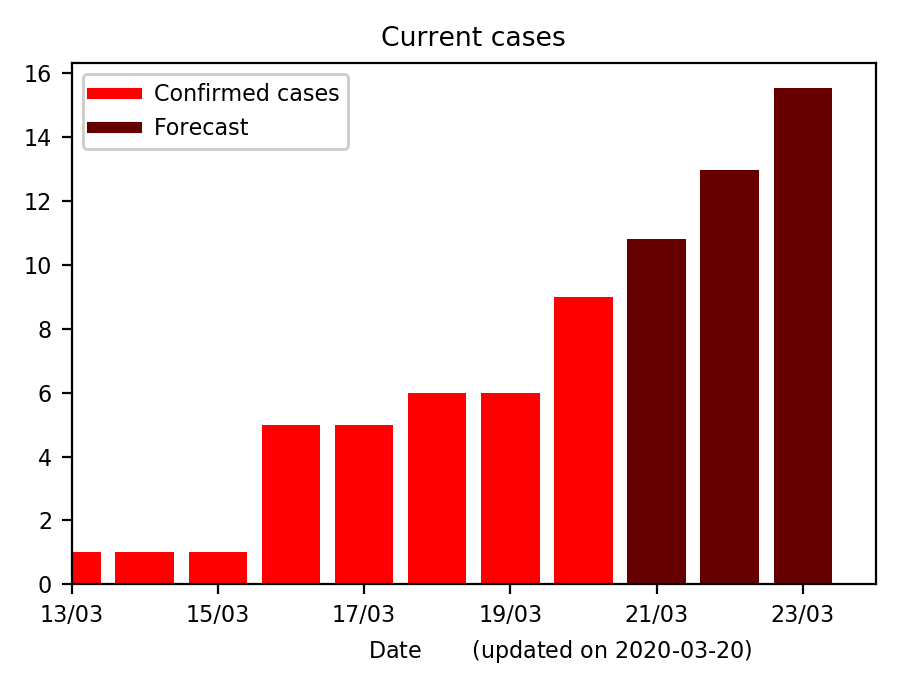 Current cases
Confirmed cases
Forecast
16
14
12
10
8
6
4
2
0
13/03 15/03 17/03 19/03 21/03 23/03
Date (updated on 2020-03-20)